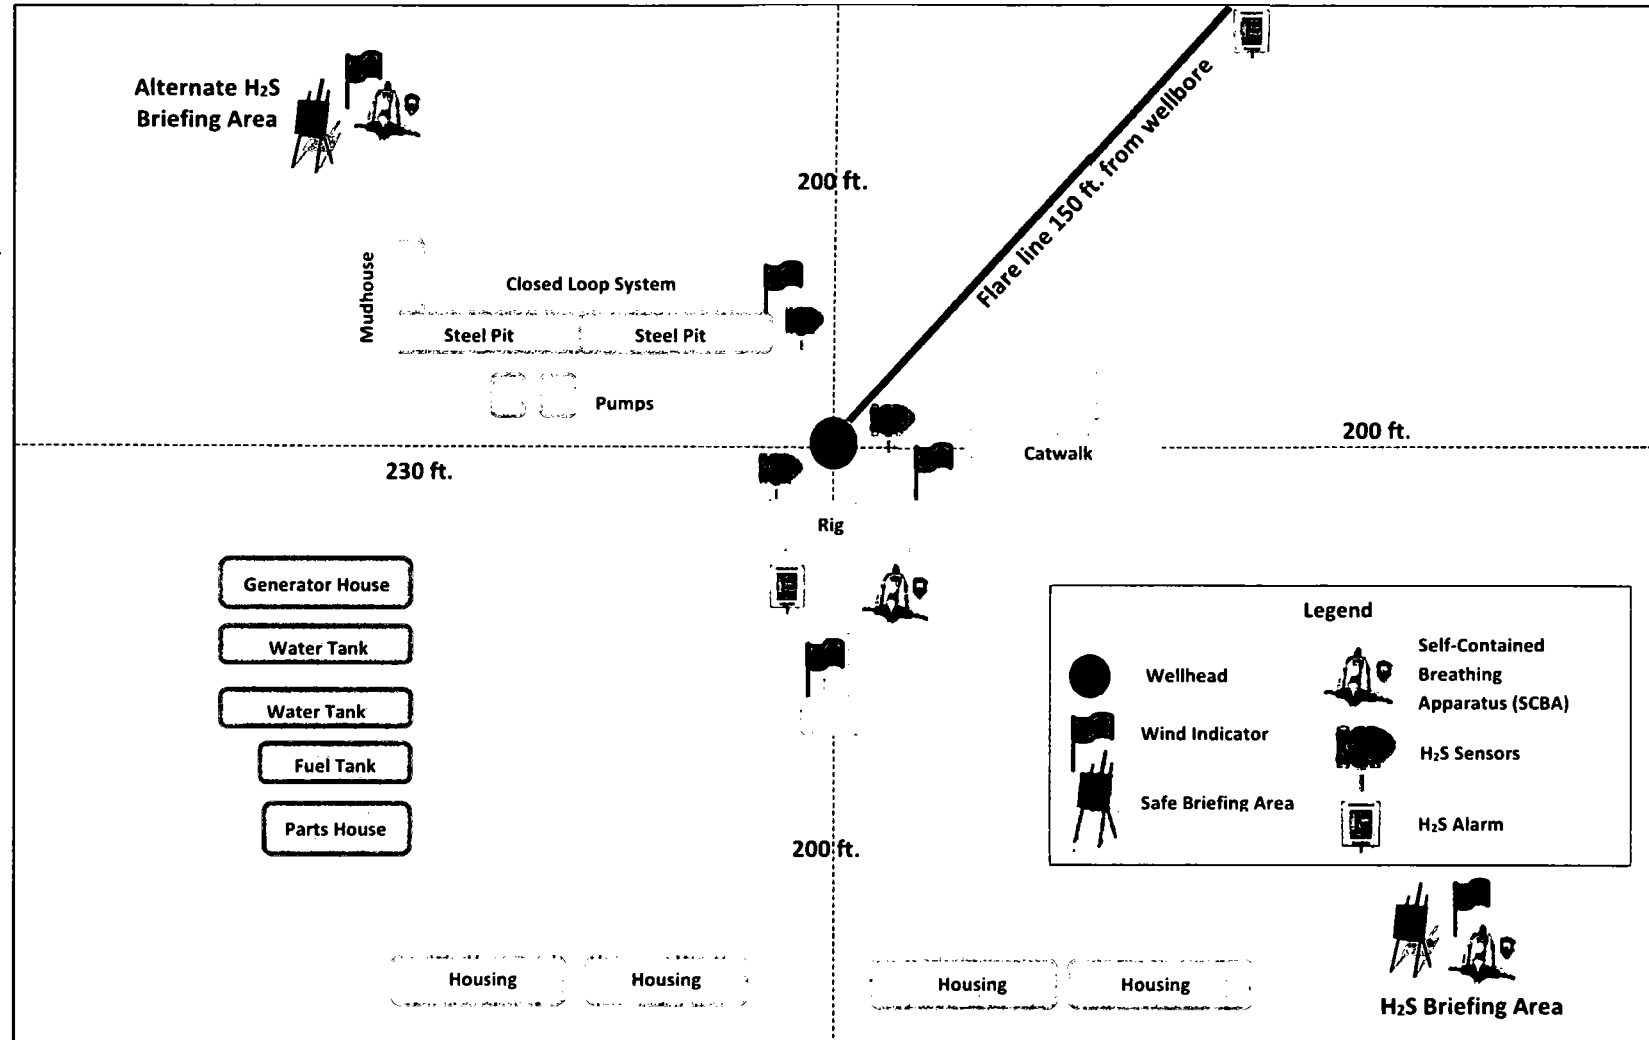 Alternate H₂S
Briefing Area
200 ft.
Flare line 150 ft. from wellbore
Mudhouse
Closed Loop System
Steel Pit
Steel Pit
Pumps
200 ft.
230 ft.
Catwalk
Rig
Generator House
Water Tank
Water Tank
Fuel Tank
Parts House
200 ft.
Legend
Wellhead
Wind Indicator
Safe Briefing Area
Self-Contained
Breathing
Apparatus (SCBA)
H₂S Sensors
H₂S Alarm
Housing
Housing
Housing
Housing
H₂S Briefing Area